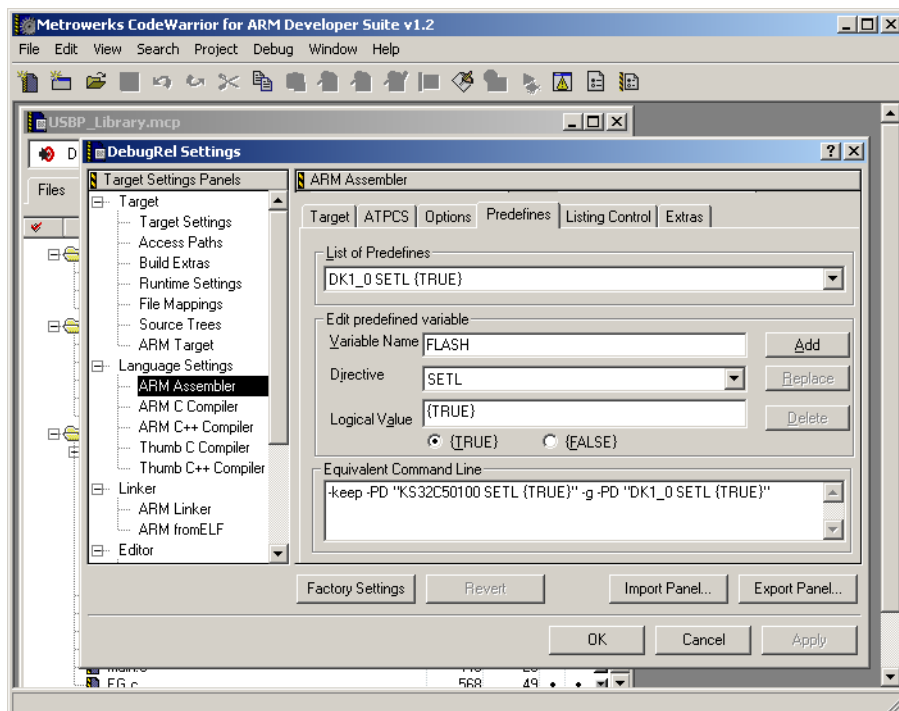 Metrowerks CodeWarrior for ARM Developer Suite v1.2
File Edit View Search Project Debug Window Help
USBP_Library.mcp
D
DebugRel Settings
Files
Target Settings Panels
Target
Target Settings
Access Paths
Build Extras
Runtime Settings
File Mappings
Source Trees
ARM Target
Language Settings
ARM Assembler
ARM C Compiler
ARM C++ Compiler
Thumb C Compiler
Thumb C++ Compiler
Linker
ARM Linker
ARM fromELF
Editor
ARM Assembler
Target ATPCS Options Predefines Listing Control Extras
List of Predefines
DK1_0 SETL {TRUE}
Edit predefined variable
Variable Name FLASH Add
Directive SETL Replace
Logical Value {TRUE} Delete
{TRUE} {FALSE}
Equivalent Command Line
-keep -PD "KS32C50100 SETL {TRUE}" -g -PD "DK1_0 SETL {TRUE}"
Factory Settings Revert Import Panel... Export Panel...
OK Cancel Apply
568 49